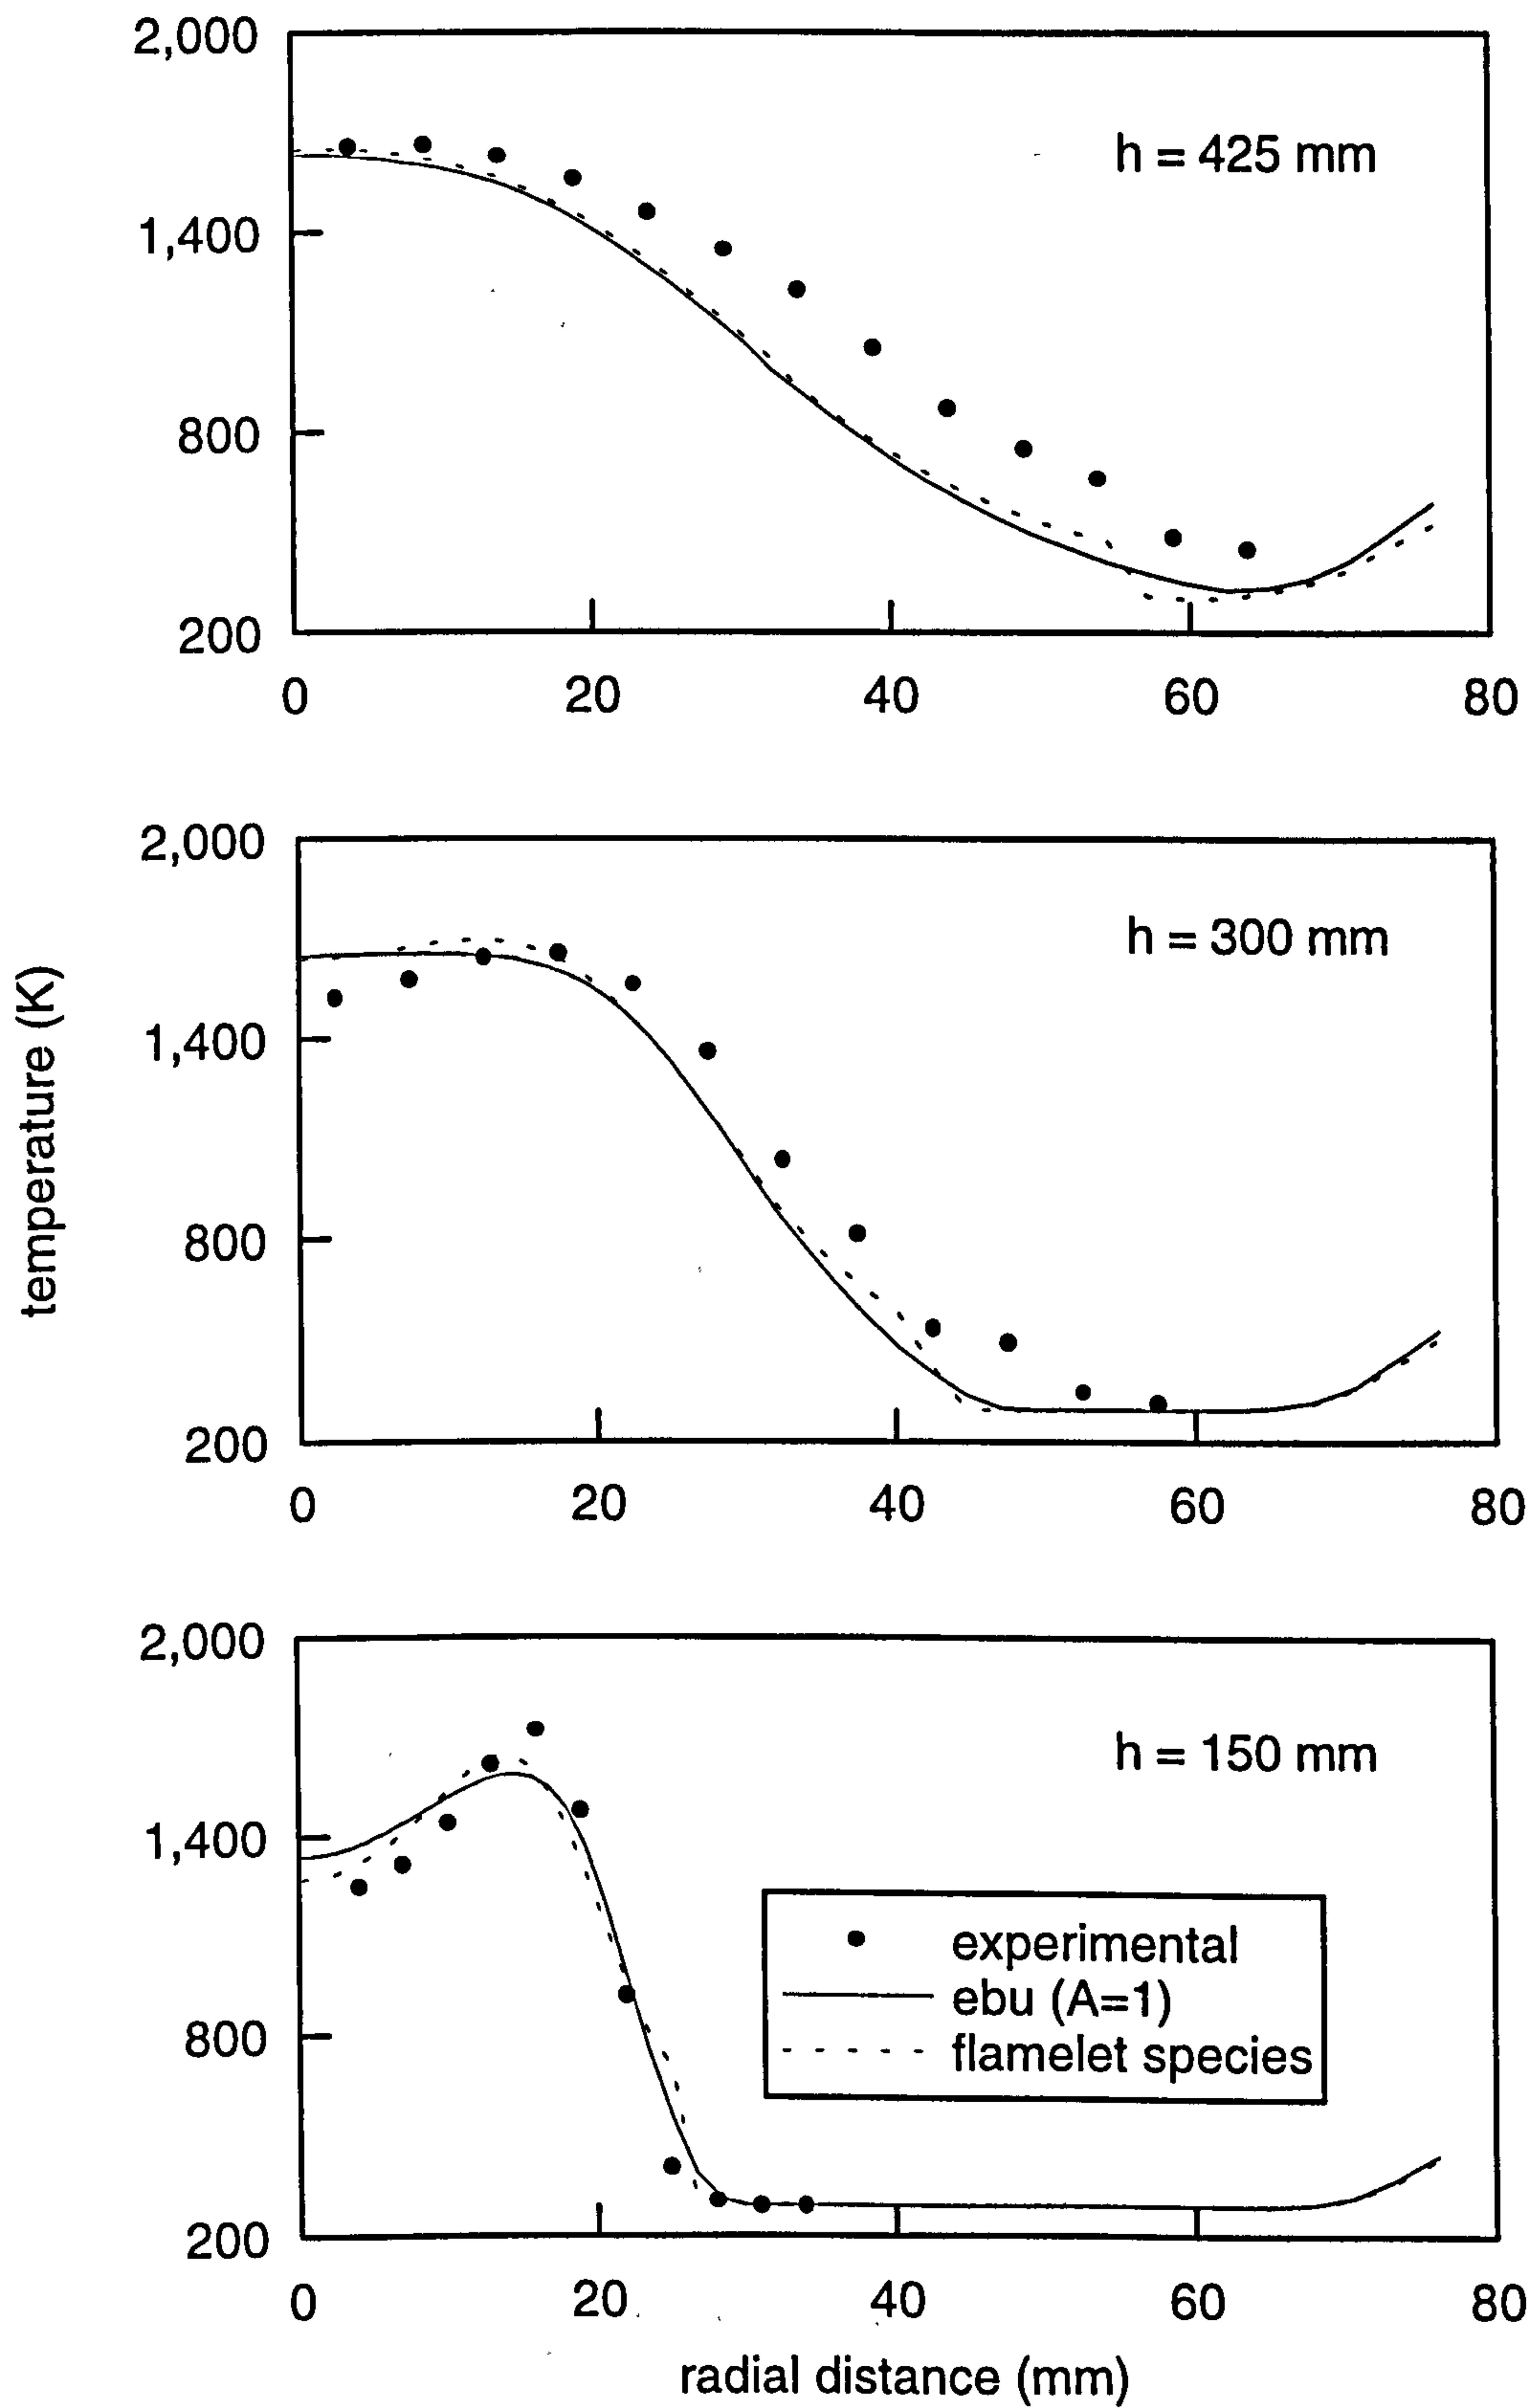 2,000
h = 425 mm
1,400
800
200
0 20 40 60 80
2,000
h = 300 mm
1,400
800
200
0 20 40 60 80
temperature (K)
2,000
h = 150 mm
1,400
experimental
ebu (A=1)
flamelet species
800
200
0 20 40 60 80
radial distance (mm)